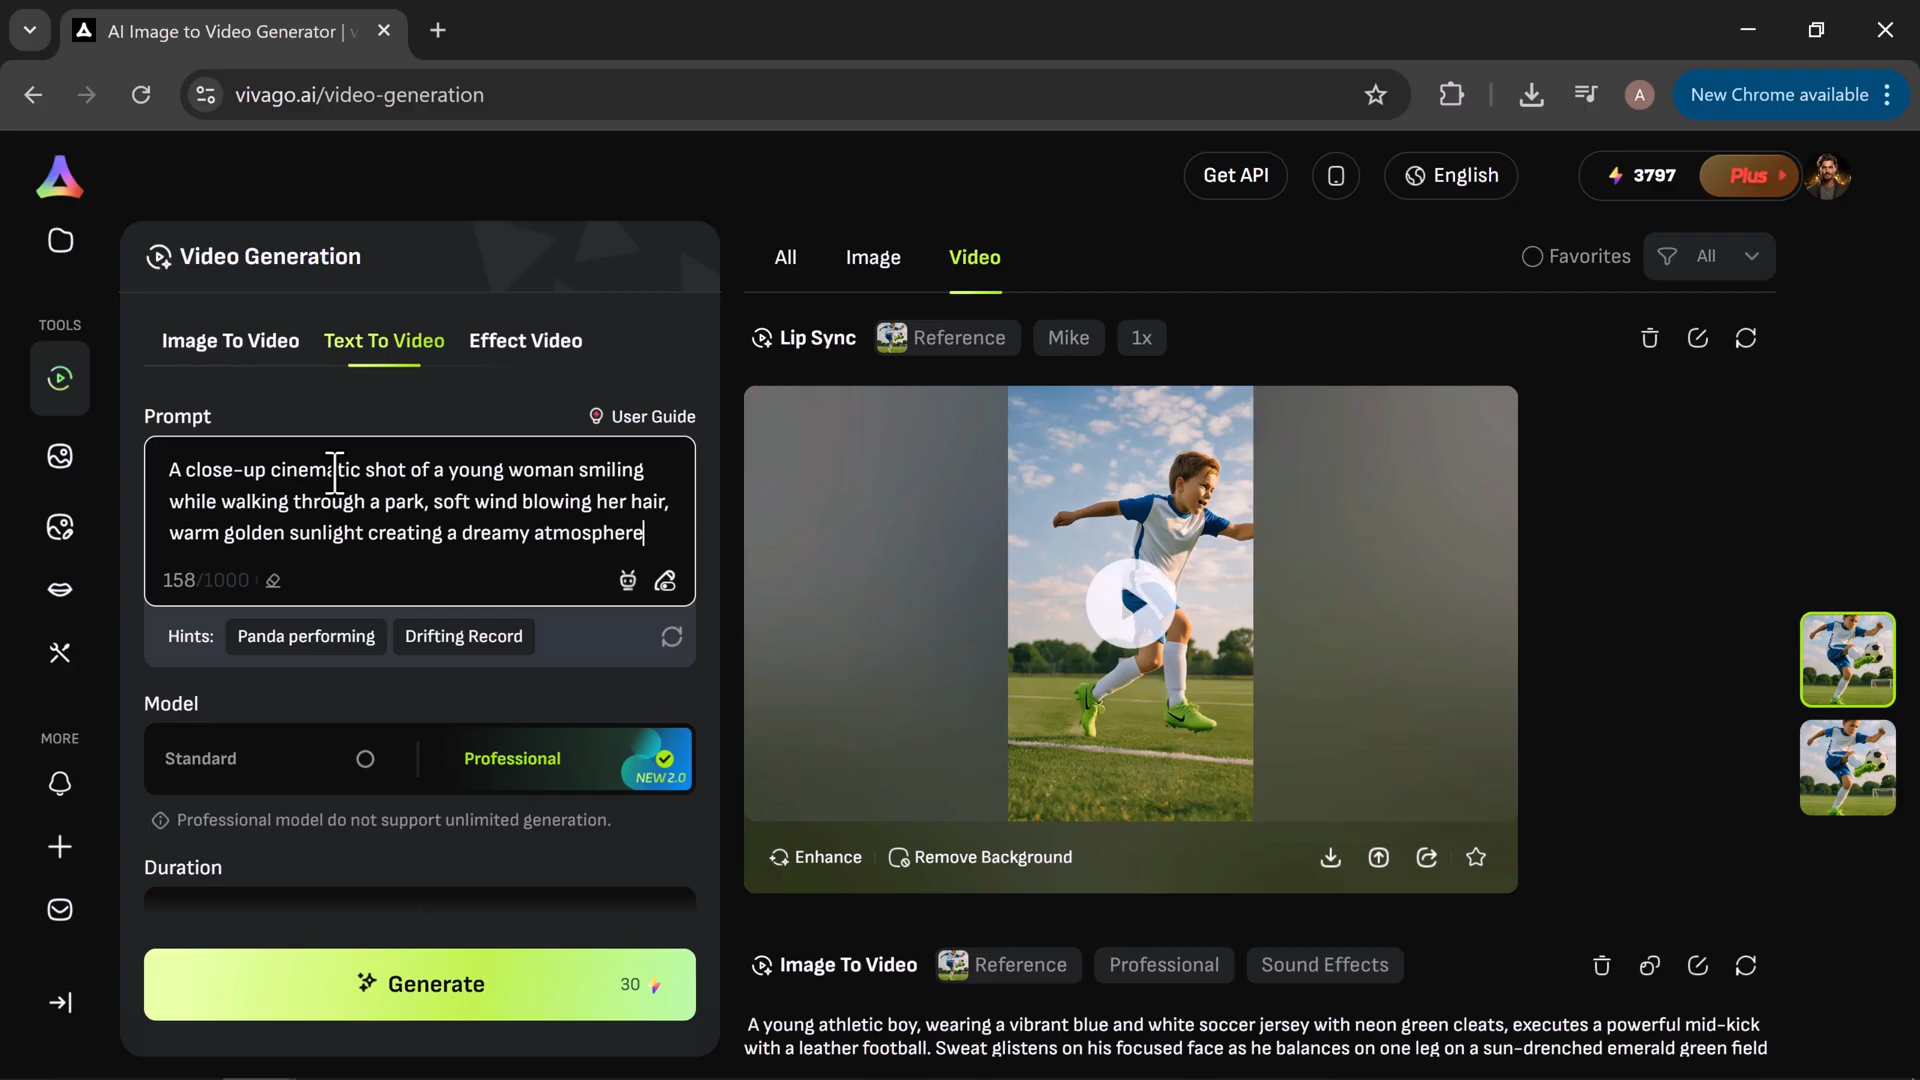 AI Image to Video Generator |
vivago.ai/video-generation
A
New Chrome available
Get API
English
3797
Plus
Video Generation
Image To Video
Text To Video
Effect Video
Prompt
User Guide
A close-up cinematic shot of a young woman smiling
while walking through a park, soft wind blowing her hair,
warm golden sunlight creating a dreamy atmosphere
158/1000
Hints:
Panda performing
Drifting Record
Model
Standard
Professional
NEW 2.0
Professional model do not support unlimited generation.
Duration
Generate
30
TOOLS
MORE
All
Image
Video
Favorites
All
Lip Sync
Reference
Mike
1x
Enhance
Remove Background
Image To Video
Reference
Professional
Sound Effects
A young athletic boy, wearing a vibrant blue and white soccer jersey with neon green cleats, executes a powerful mid-kick
with a leather football. Sweat glistens on his focused face as he balances on one leg on a sun-drenched emerald green field